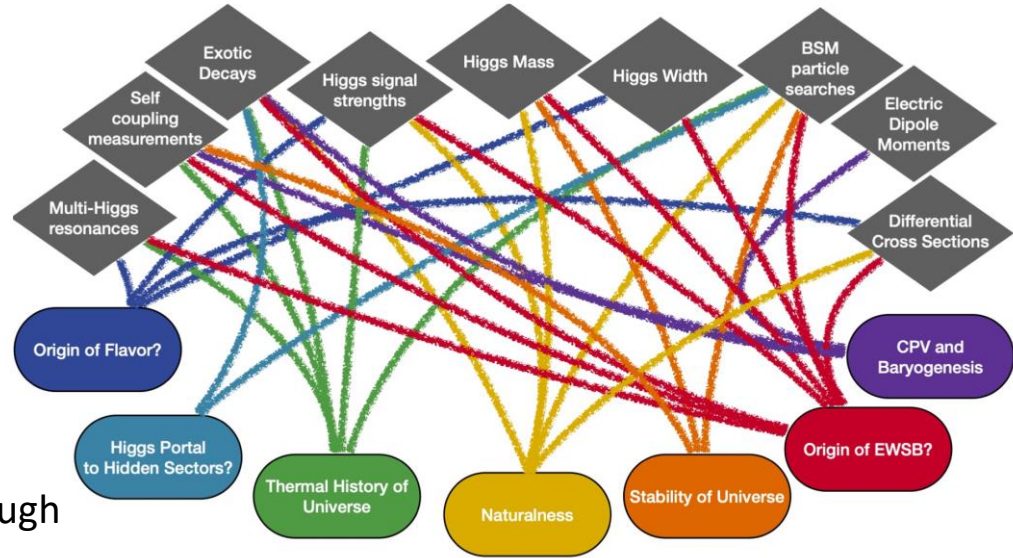 Exotic
Decays
Higgs signal
strengths
Higgs Mass
Higgs Width
BSM
particle
searches
Self
coupling
measurements
Electric
Dipole
Moments
Multi-Higgs
resonances
Differential
Cross Sections
Origin of Flavor?
CPV and
Baryogenesis
Higgs Portal
to Hidden Sectors?
Origin of EWSB?
Thermal History of
Universe
Naturalness
Stability of Universe
ugh